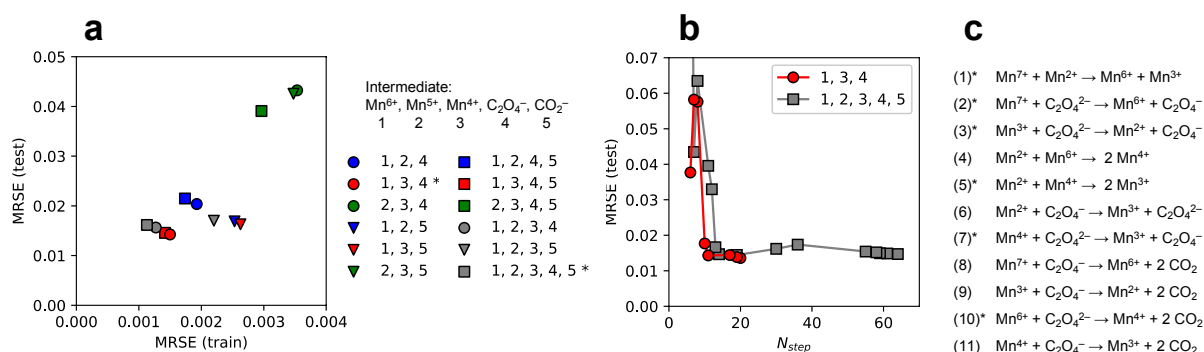 a
0.05
0.04
0.03
0.02
0.01
0.00
MRSE (test)
0.000 0.001 0.002 0.003 0.004
MRSE (train)
Intermediate:
Mn⁶⁺, Mn⁵⁺, Mn⁴⁺, C₂O₄⁻, CO₂⁻
1 2 3 4 5
1, 2, 4
1, 3, 4 *
2, 3, 4
1, 2, 5
1, 3, 5
2, 3, 5
1, 2, 4, 5
1, 3, 4, 5
2, 3, 4, 5
1, 2, 3, 4
1, 2, 3, 5
1, 2, 3, 4, 5 *
b
0.07
0.06
0.05
0.04
0.03
0.02
0.01
0.00
MRSE (test)
0 20 40 60
N_step
1, 3, 4
1, 2, 3, 4, 5
c
(1)* Mn⁷⁺ + Mn²⁺ → Mn⁶⁺ + Mn³⁺
(2)* Mn⁷⁺ + C₂O₄²⁻ → Mn⁶⁺ + C₂O₄⁻
(3)* Mn³⁺ + C₂O₄²⁻ → Mn²⁺ + C₂O₄⁻
(4) Mn²⁺ + Mn⁶⁺ → 2 Mn⁴⁺
(5)* Mn²⁺ + Mn⁴⁺ → 2 Mn³⁺
(6) Mn²⁺ + C₂O₄⁻ → Mn³⁺ + C₂O₄²⁻
(7)* Mn⁴⁺ + C₂O₄²⁻ → Mn³⁺ + C₂O₄⁻
(8) Mn⁷⁺ + C₂O₄⁻ → Mn⁶⁺ + 2 CO₂
(9) Mn³⁺ + C₂O₄⁻ → Mn²⁺ + 2 CO₂
(10)* Mn⁶⁺ + C₂O₄²⁻ → Mn⁴⁺ + 2 CO₂
(11) Mn⁴⁺ + C₂O₄⁻ → Mn³⁺ + 2 CO₂